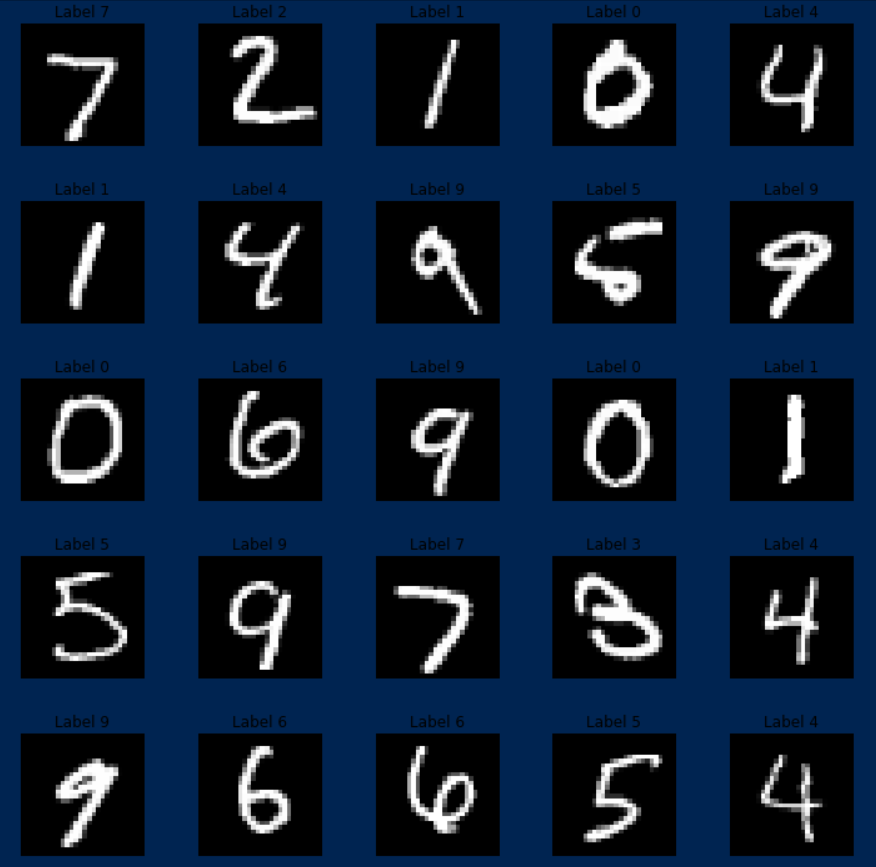 Label 7 Label 2 Label 1 Label 0 Label 4
7 2 1 0 4
Label 1 Label 4 Label 9 Label 5 Label 9
1 4 9 5 9
Label 0 Label 6 Label 9 Label 0 Label 1
0 6 9 0 1
Label 5 Label 9 Label 7 Label 3 Label 4
5 9 7 3 4
Label 9 Label 6 Label 6 Label 5 Label 4
9 6 6 5 4